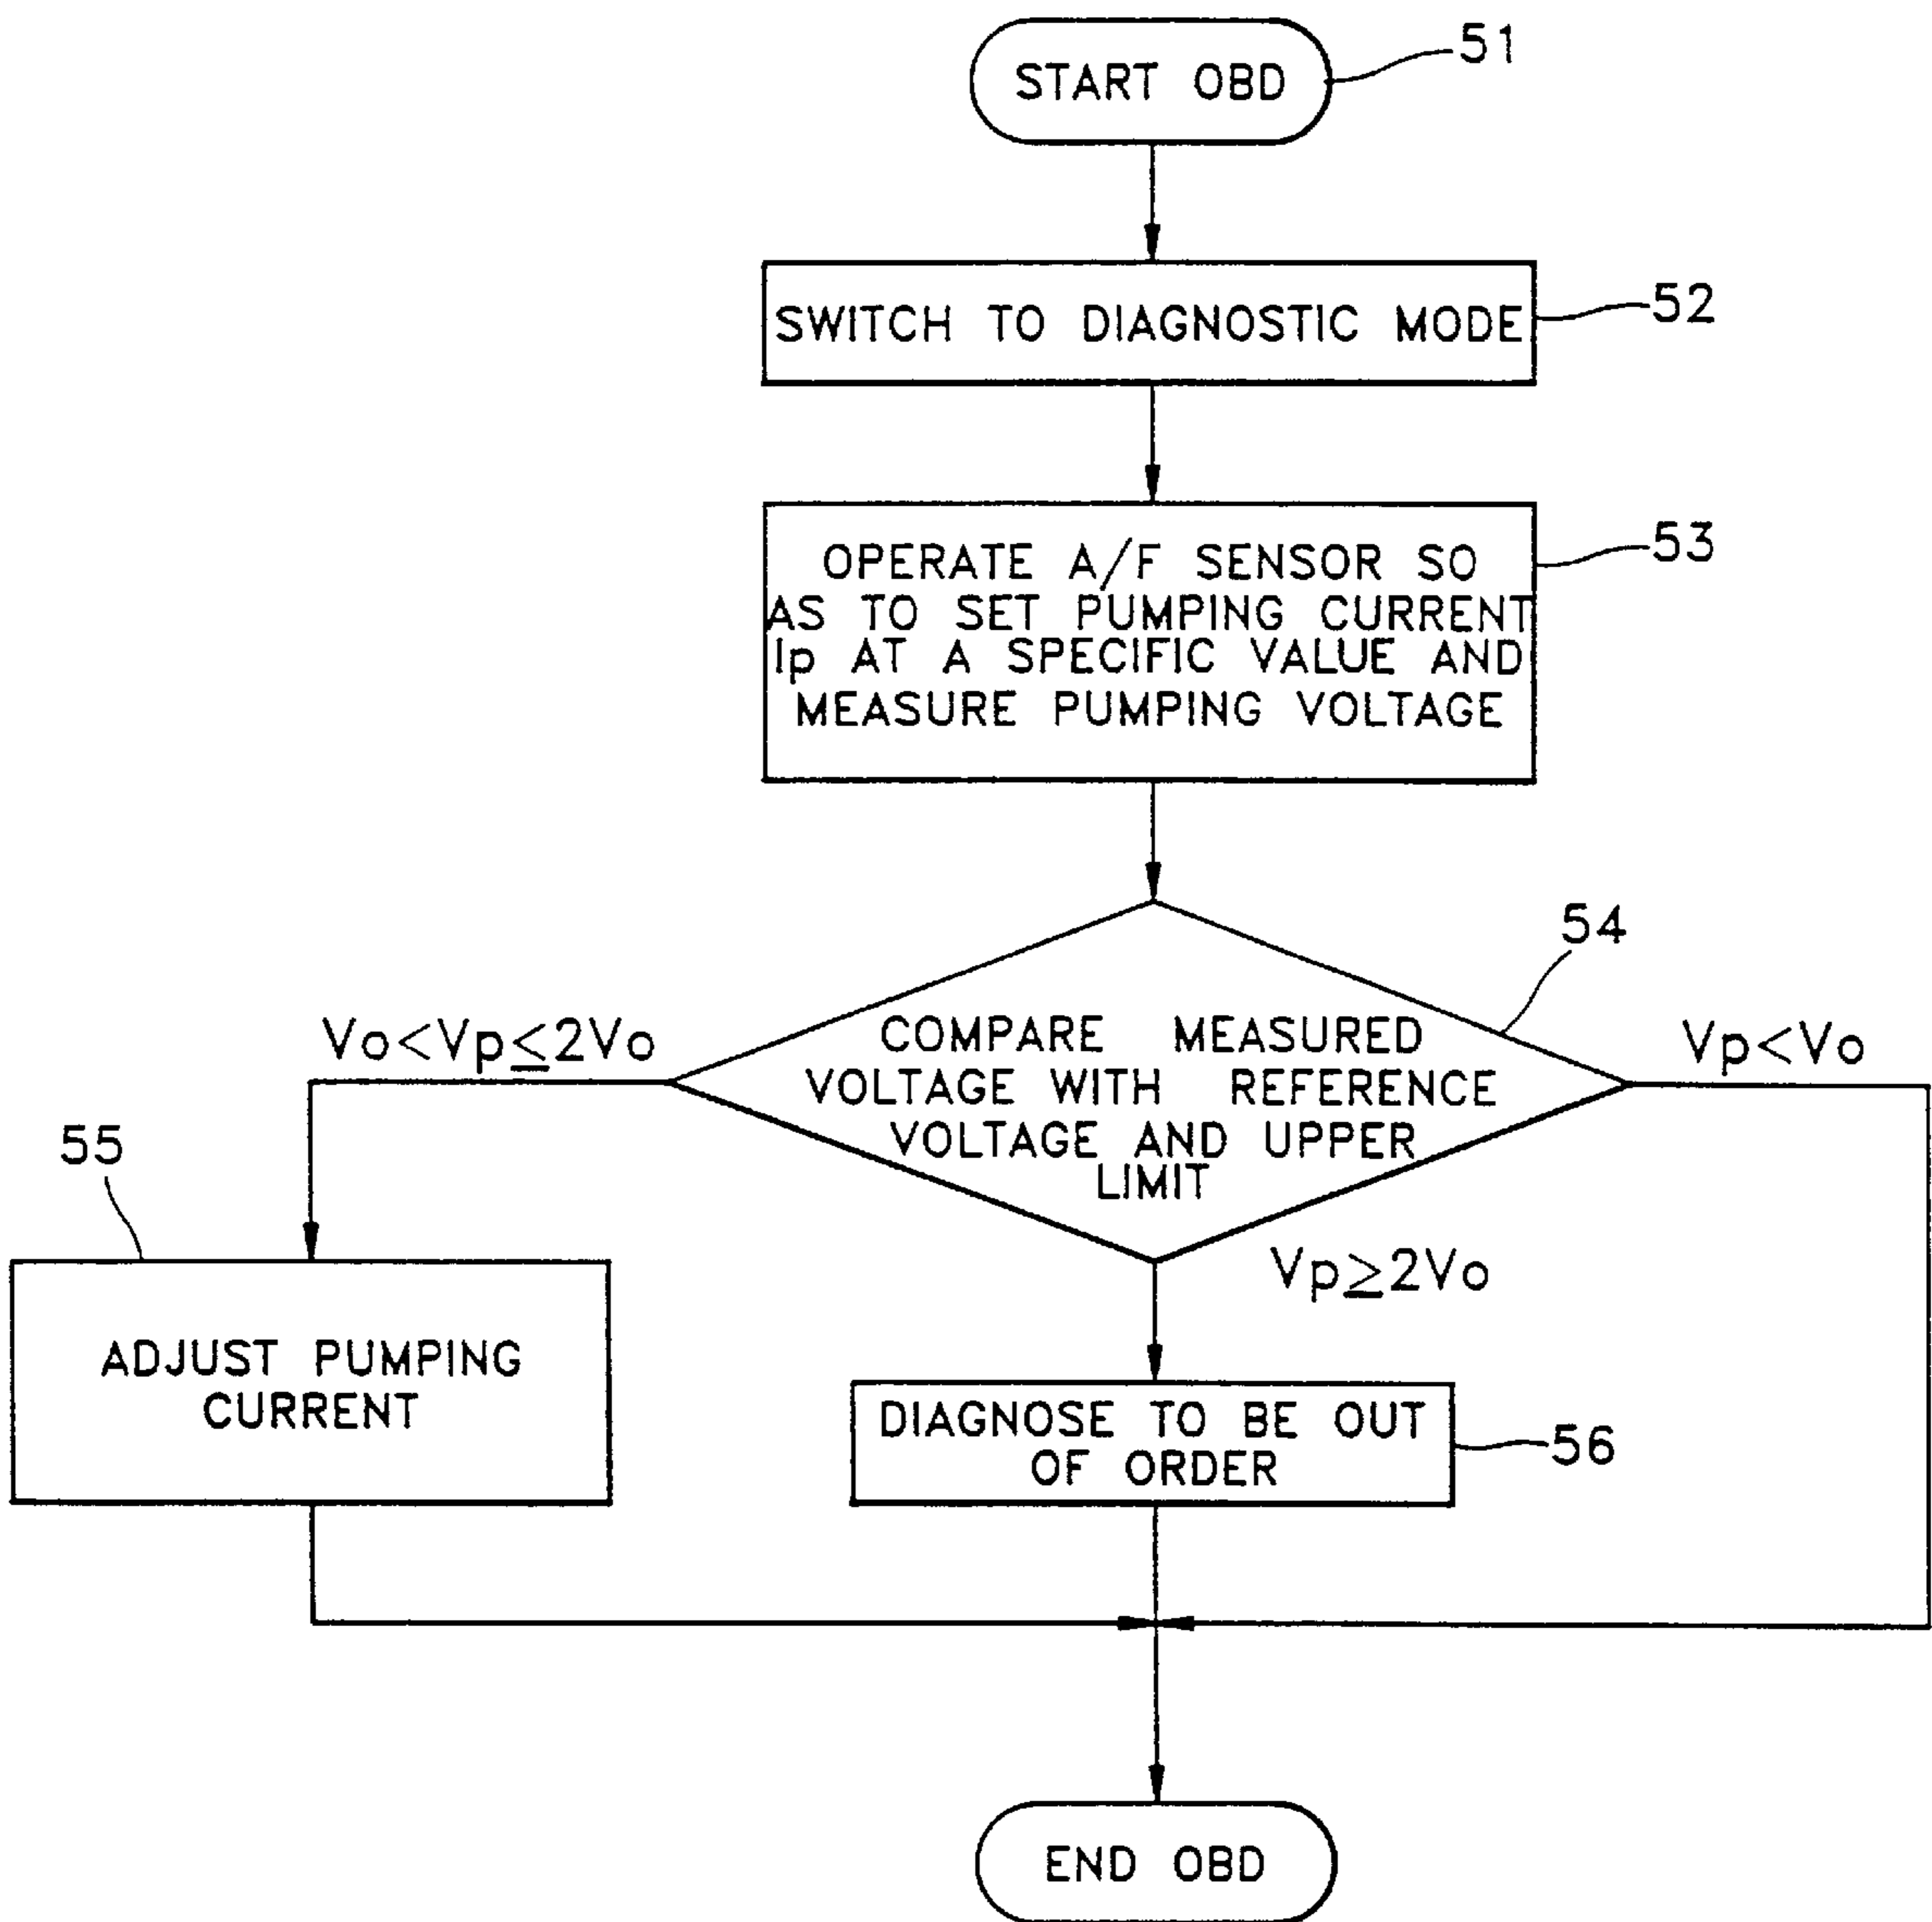 START OBD
51
SWITCH TO DIAGNOSTIC MODE
52
OPERATE A/F SENSOR SO
AS TO SET PUMPING CURRENT
Ip AT A SPECIFIC VALUE AND
MEASURE PUMPING VOLTAGE
53
54
COMPARE MEASURED
VOLTAGE WITH REFERENCE
VOLTAGE AND UPPER
LIMIT
Vo<Vp≤2Vo
Vp<Vo
55
Vp≥2Vo
ADJUST PUMPING
CURRENT
DIAGNOSE TO BE OUT
OF ORDER
56
END OBD